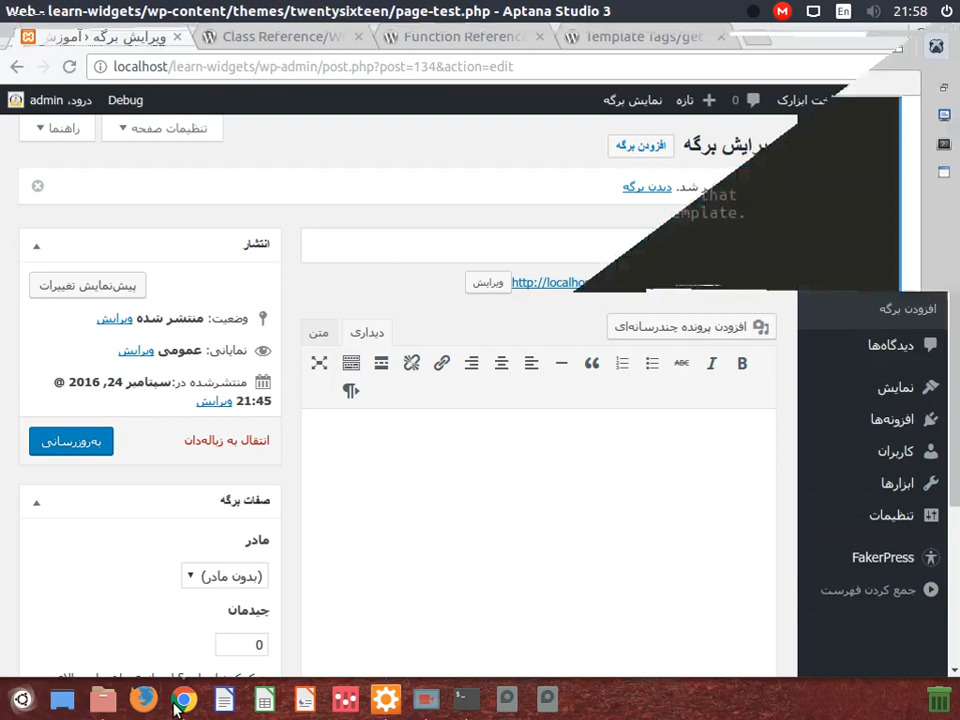 Web - learn-widgets/wp-content/themes/twentysixteen/page-test.php - Aptana Studio 3
En
21:58
ویرایش برگه ‹ آموزش
Class Reference/W
Function Reference
Template Tags/get
localhost/learn-widgets/wp-admin/post.php?post=134&action=edit
نمایش برگه
تازه
0
درود، admin
Debug
تنظیمات صفحه
راهنما
افزودن برگه
شد. دیدن برگه
that
template.
انتشار
پیش‌نمایش تغییرات
وضعیت: منتشر شده ویرایش
نمایانی: عمومی ویرایش
منتشرشده در: سپتامبر 24, 2016 @
21:45 ویرایش
انتقال به زباله‌دان
به‌روزرسانی
صفات برگه
مادر
(بدون مادر)
چیدمان
0
http://localho
ویرایش
افزودن پرونده چندرسانه‌ای
دیداری
متن
ABC
I
B
افزودن برگه
دیدگاه‌ها
نمایش
افزونه‌ها
کاربران
ابزارها
تنظیمات
FakerPress
جمع کردن فهرست